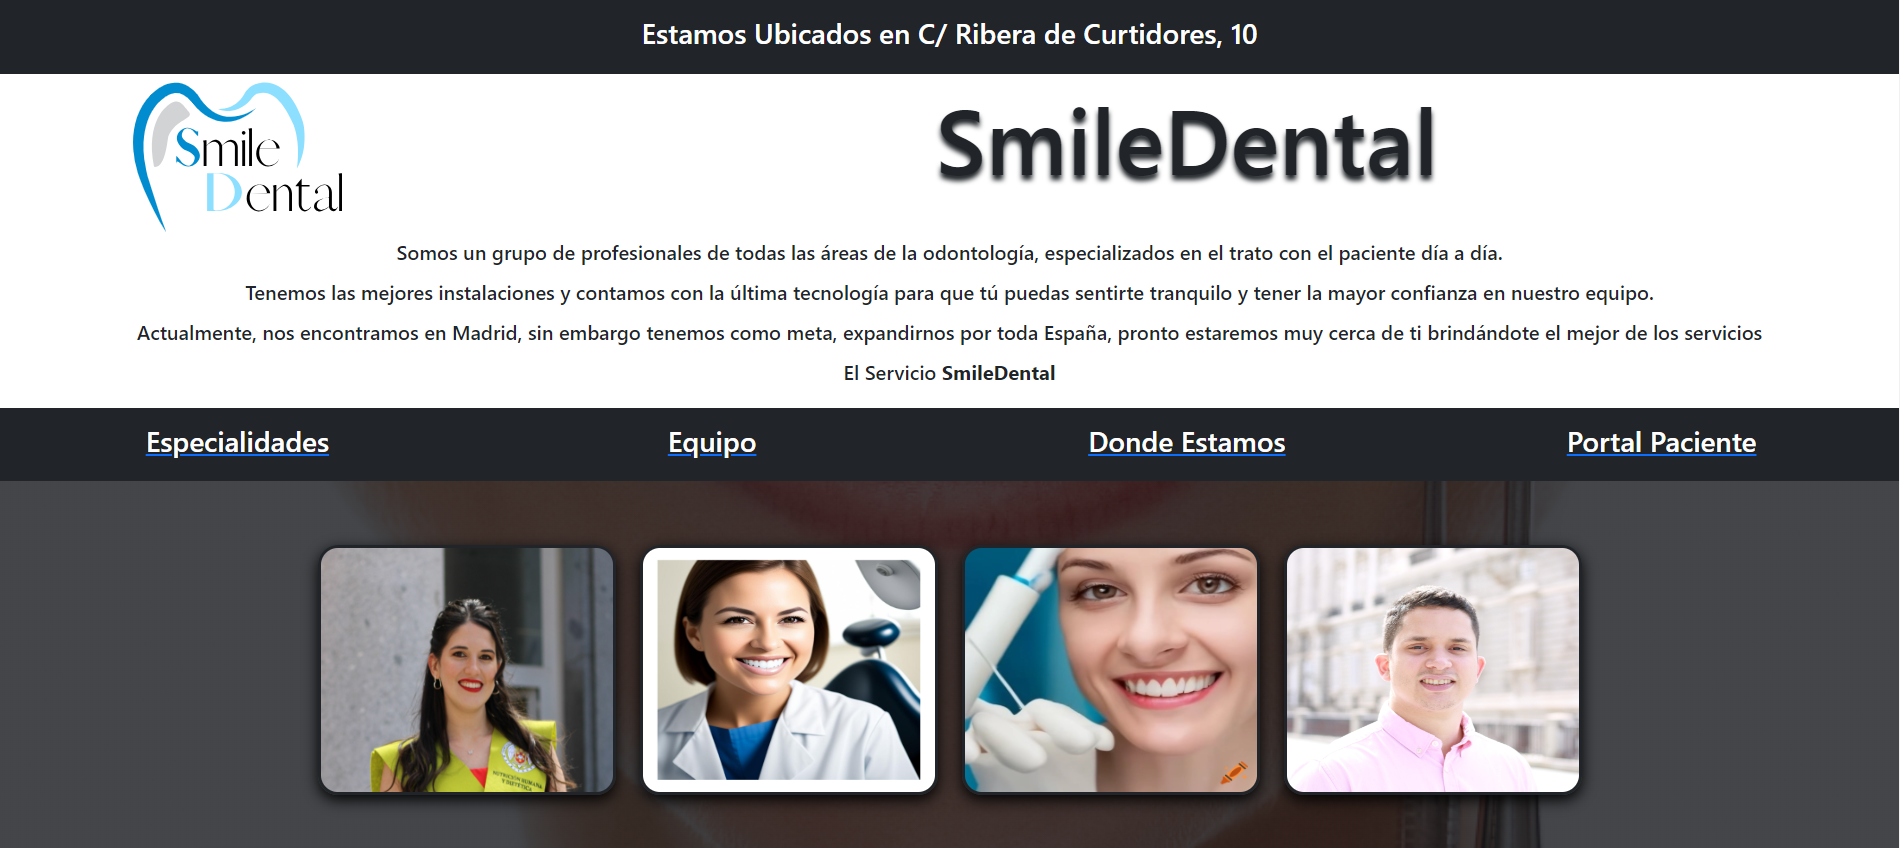 Estamos Ubicados en C/ Ribera de Curtidores, 10
Smile
Dental
SmileDental
Somos un grupo de profesionales de todas las áreas de la odontología, especializados en el trato con el paciente día a día.
Tenemos las mejores instalaciones y contamos con la última tecnología para que tú puedas sentirte tranquilo y tener la mayor confianza en nuestro equipo.
Actualmente, nos encontramos en Madrid, sin embargo tenemos como meta, expandirnos por toda España, pronto estaremos muy cerca de ti brindándote el mejor de los servicios
El Servicio SmileDental
Especialidades
Equipo
Donde Estamos
Portal Paciente
NUTRICIÓN HUMANA
Y DIETÉTICA